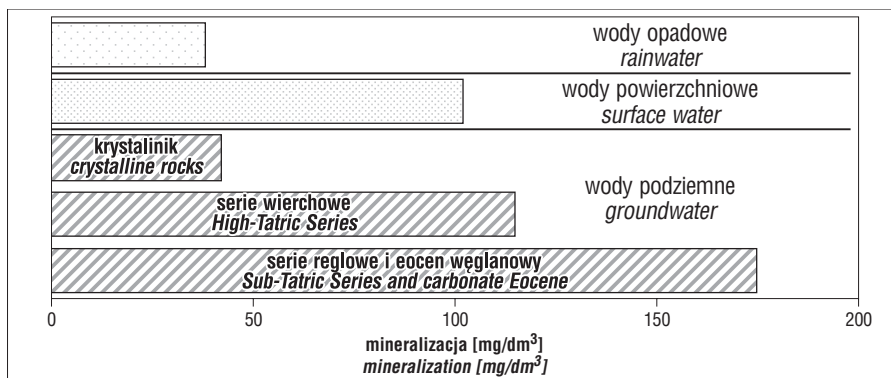 wody opadowe
rainwater
wody powierzchniowe
surface water
krystalinik
crystalline rocks
serie wierchowe
High-Tatric Series
wody podziemne
groundwater
serie reglowe i eocen węglanowy
Sub-Tatric Series and carbonate Eocene
0 50 100 150 200
mineralizacja [mg/dm³]
mineralization [mg/dm³]